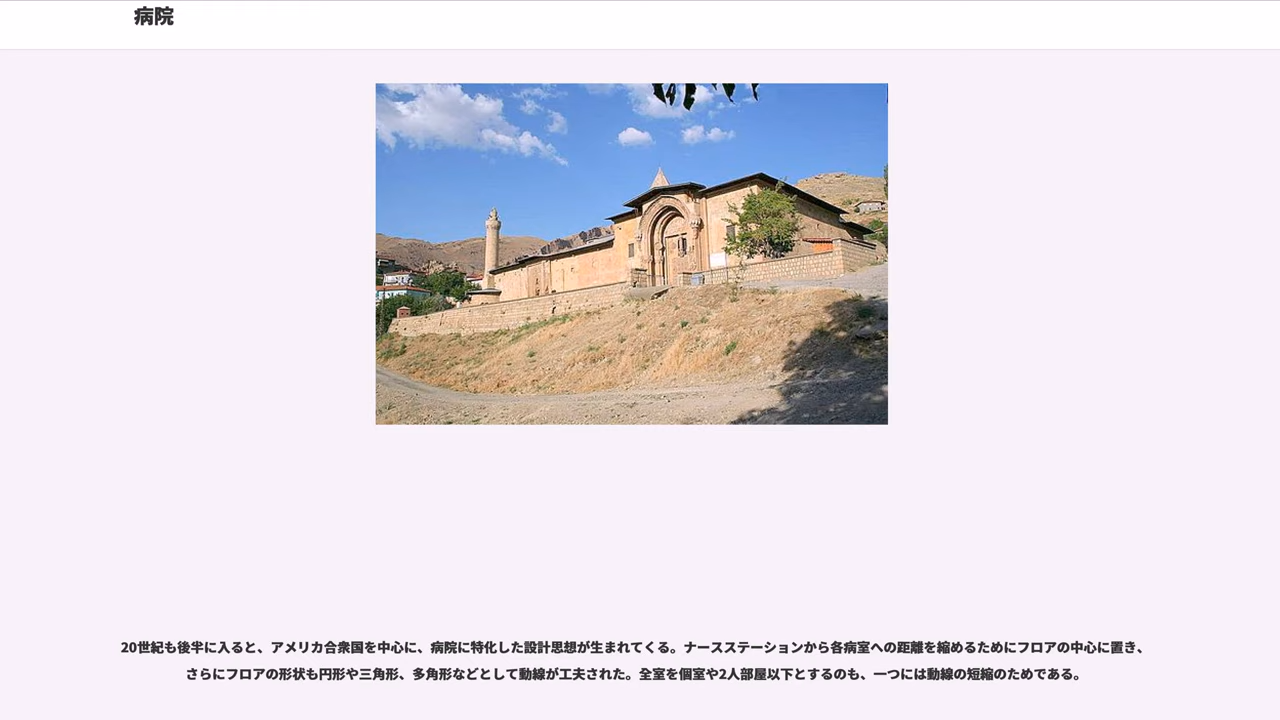 病院
20世紀も後半に入ると、アメリカ合衆国を中心に、病院に特化した設計思想が生まれてくる。ナースステーションから各病室への距離を縮めるためにフロアの中心に置き、
さらにフロアの形状も円形や三角形、多角形などとして動線が工夫された。全室を個室や2人部屋以下とするのも、一つには動線の短縮のためである。